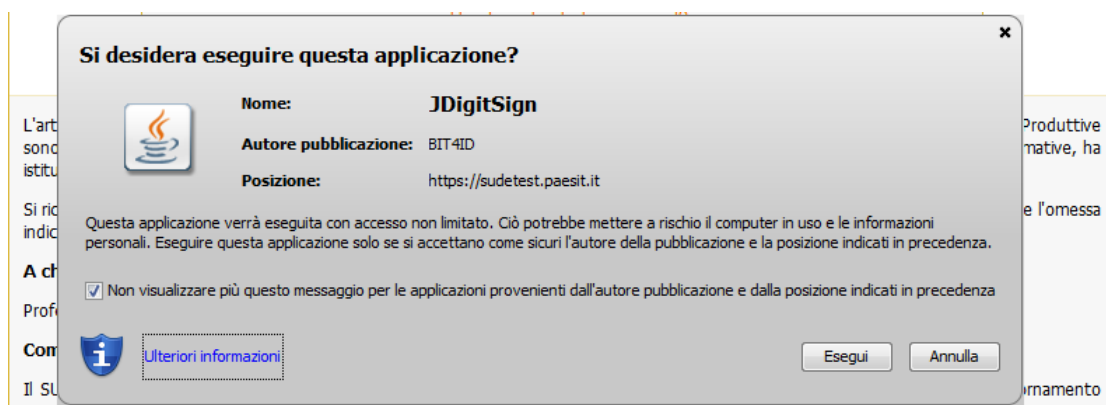 Si desidera eseguire questa applicazione?
Nome: JDigitSign
Autore pubblicazione: BIT4ID
Posizione: https://sudetest.paesit.it
Questa applicazione verrà eseguita con accesso non limitato. Ciò potrebbe mettere a rischio il computer in uso e le informazioni
personali. Eseguire questa applicazione solo se si accettano come sicuri l'autore della pubblicazione e la posizione indicati in precedenza.
Non visualizzare più questo messaggio per le applicazioni provenienti dall'autore pubblicazione e dalla posizione indicati in precedenza
Ulteriori informazioni
Esegui Annulla
L'art
sono
istitu
Si ric
indic
A ch
Prof
Com
Il SU
Produttive
mative, ha
e l'omessa
ornamento